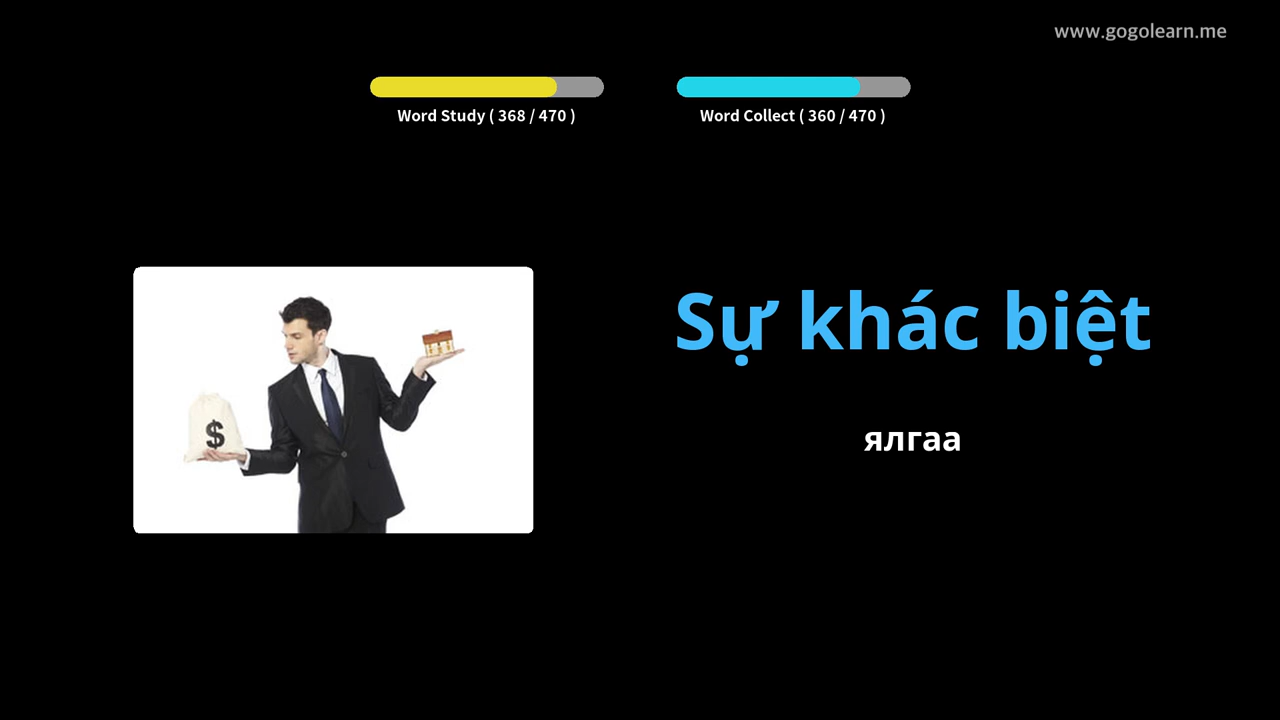 www.gogolearn.me
Word Study ( 368 / 470 )
Word Collect ( 360 / 470 )
$
Sự khác biệt
ялгаа